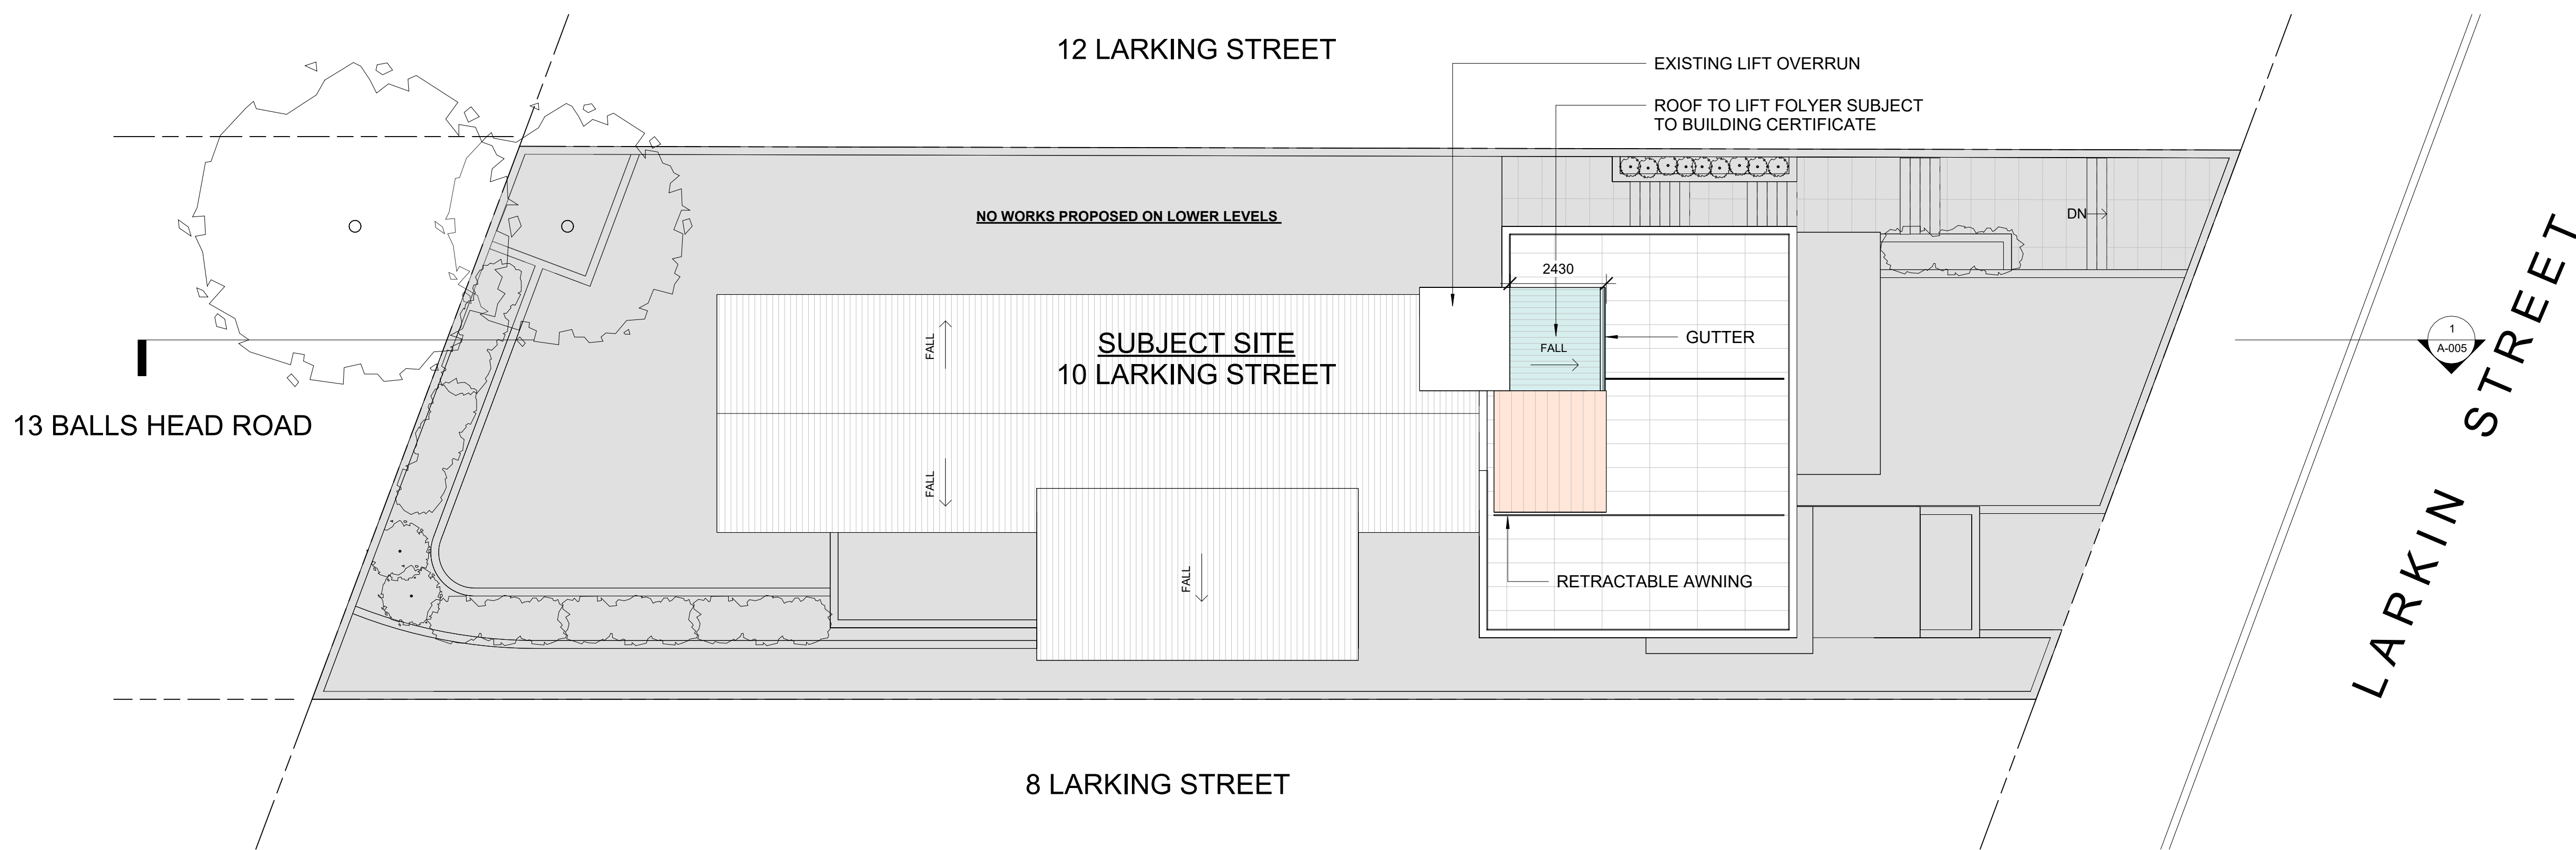 12 LARKING STREET
EXISTING LIFT OVERRUN
ROOF TO LIFT FOLYER SUBJECT
TO BUILDING CERTIFICATE
NO WORKS PROPOSED ON LOWER LEVELS
DN
2430
SUBJECT SITE
10 LARKING STREET
FALL
FALL
FALL
FALL
GUTTER
1
A-005
LARKIN STREET
13 BALLS HEAD ROAD
RETRACTABLE AWNING
8 LARKING STREET